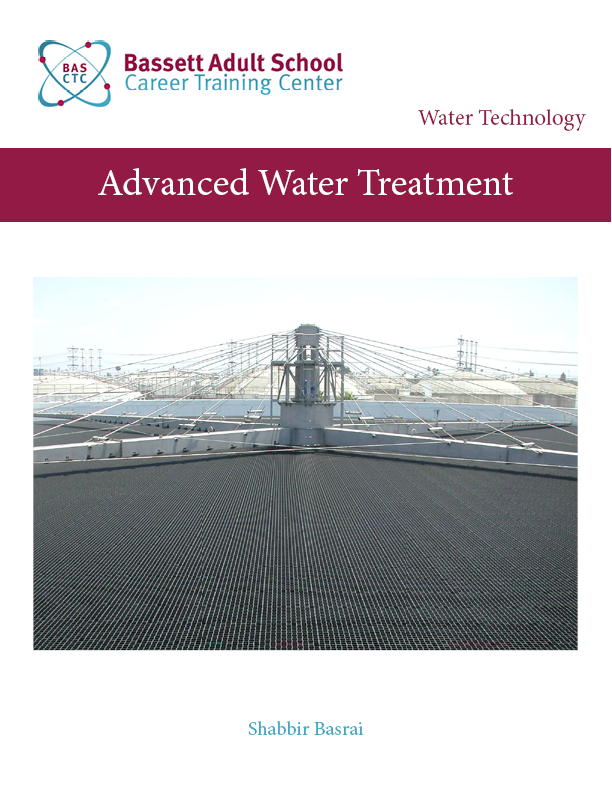 BAS
CTC
Bassett Adult School
Career Training Center
Water Technology
Advanced Water Treatment
Shabbir Basrai